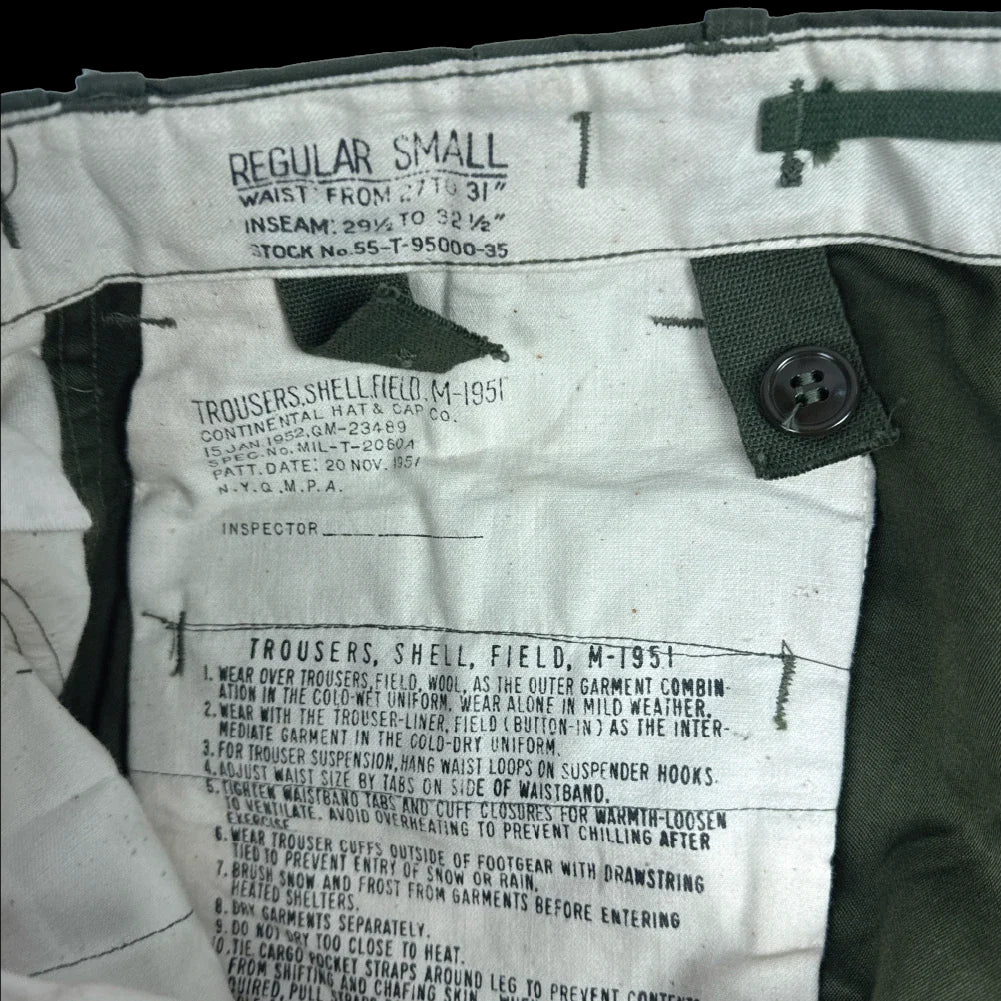 REGULAR SMALL
WAIST: FROM 27 TO 31"
INSEAM: 29½ TO 32½"
STOCK No. 55-T-95000-35
TROUSERS, SHELL, FIELD, M-1951
CONTINENTAL HAT & CAP CO.
15 JAN. 1952, QM-23489
SPEC. NO. MIL-T-2060A
PATT. DATE: 20 NOV. 1951
N.Y.Q.M.P.A.
INSPECTOR
TROUSERS, SHELL, FIELD, M-1951
1. WEAR OVER TROUSERS, FIELD, WOOL, AS THE OUTER GARMENT COMBIN-
ATION IN THE COLD-WET UNIFORM. WEAR ALONE IN MILD WEATHER.
2. WEAR WITH THE TROUSER-LINER, FIELD (BUTTON-IN) AS THE INTER-
MEDIATE GARMENT IN THE COLD-DRY UNIFORM.
3. FOR TROUSER SUSPENSION, HANG WAIST LOOPS ON SUSPENDER HOOKS.
4. ADJUST WAIST SIZE BY TABS ON SIDE OF WAISTBAND.
5. TIGHTEN WAISTBAND TABS AND CUFF CLOSURES FOR WARMTH-LOOSEN
TO VENTILATE. AVOID OVERHEATING TO PREVENT CHILLING AFTER
EXERCISE
6. WEAR TROUSER CUFFS OUTSIDE OF FOOTGEAR WITH DRAWSTRING
TIED TO PREVENT ENTRY OF SNOW OR RAIN.
7. BRUSH SNOW AND FROST FROM GARMENTS BEFORE ENTERING
HEATED SHELTERS.
8. DRY GARMENTS SEPARATELY.
9. DO NOT DRY TOO CLOSE TO HEAT.
10. TIE CARGO POCKET STRAPS AROUND LEG TO PREVENT CONTENTS
FROM SHIFTING AND CHAFING SKIN. WHEN
QUIRED, PULL STRAPS